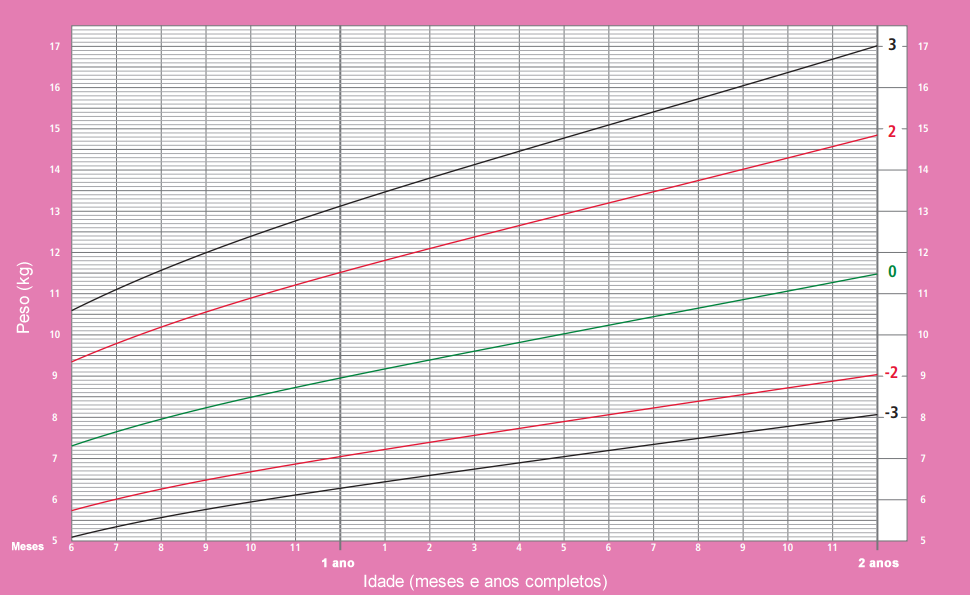 17 3 17
16 16
15 2 15
14 14
13 13
12 12
11 0 11
10 10
9 -2 9
8 -3 8
7 7
6 6
5 5
Peso (kg)
Meses 6 7 8 9 10 11 1 2 3 4 5 6 7 8 9 10 11
1 ano 2 anos
Idade (meses e anos completos)